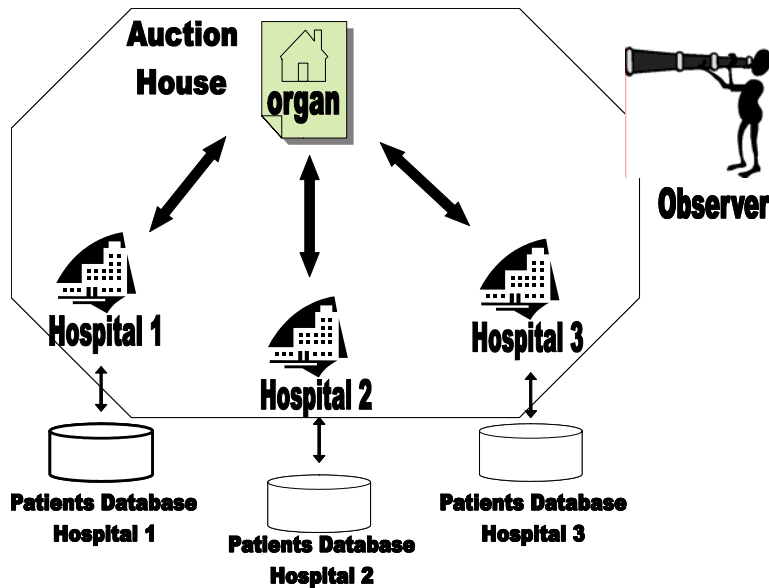 Auction
House
organ
Observer
Hospital 1
Hospital 2
Hospital 3
Patients Database
Hospital 1
Patients Database
Hospital 2
Patients Database
Hospital 3